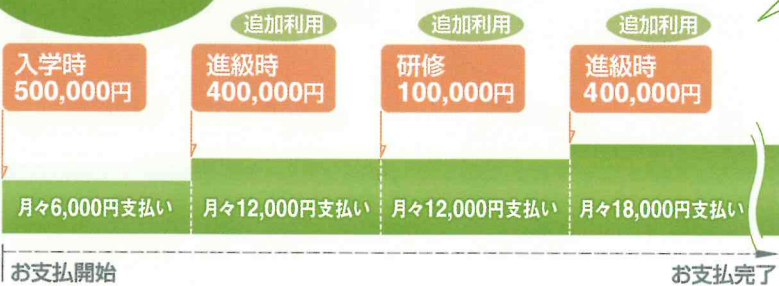 追加利用
追加利用
追加利用
入学時
500,000円
進級時
400,000円
研修
100,000円
進級時
400,000円
月々6,000円支払い
月々12,000円支払い
月々12,000円支払い
月々18,000円支払い
お支払開始
お支払完了